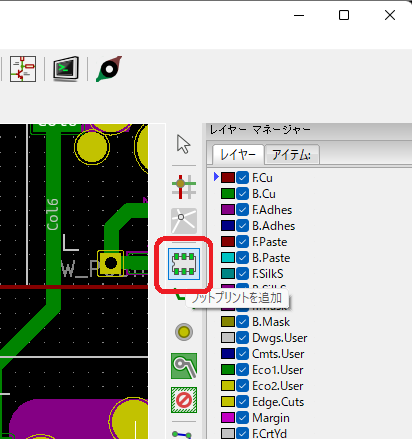 Col6
Col6
レイヤー マネージャー
レイヤー
アイテム:
F.Cu
B.Cu
F.Adhes
B.Adhes
F.Paste
B.Paste
F.SilkS
B.SilkS
フットプリントを追加
F.Mask
B.Mask
Dwgs.User
Cmts.User
Eco1.User
Eco2.User
Edge.Cuts
Margin
F.CrtYd